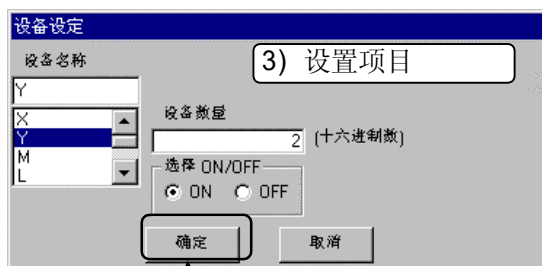 设备设定
设备名称
3) 设置项目
Y
X
Y
M
L
设备数量
2 (十六进制数)
选择 ON/OFF
ON OFF
确定 取消